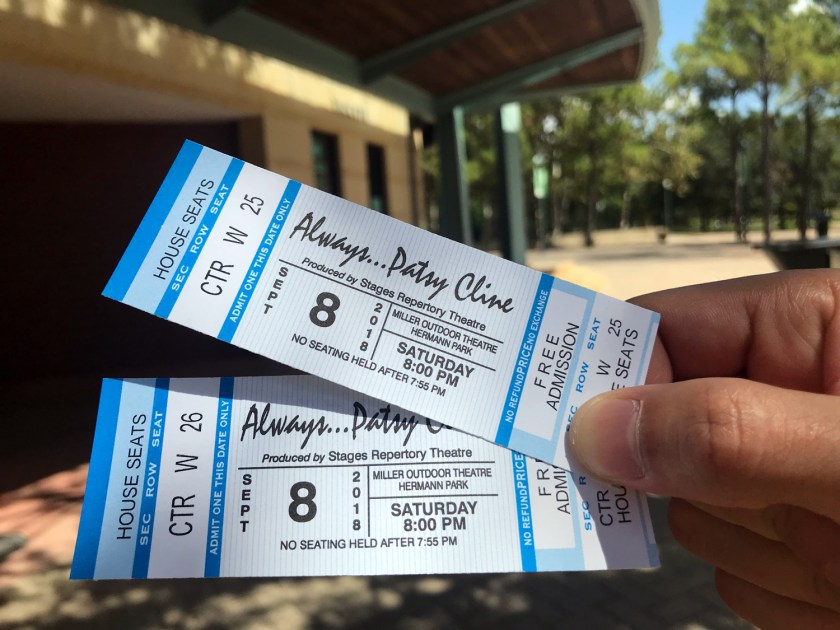 HOUSE SEATS
SEC ROW SEAT
CTR W 25
ADMIT ONE THIS DATE ONLY
Always...Patsy Cline
Produced by Stages Repertory Theatre
SEPT
8
2018
MILLER OUTDOOR THEATRE
HERMANN PARK
SATURDAY
8:00 PM
NO SEATING HELD AFTER 7:55 PM
NO REFUND PRICE NO EXCHANGE
FREE
ADMISSION
SEC ROW SEAT
W 25
HOUSE SEATS
HOUSE SEATS
SEC ROW SEAT
CTR W 26
ADMIT ONE THIS DATE ONLY
Always...Patsy C
Produced by Stages Repertory Theatre
SEPT
8
2018
MILLER OUTDOOR THEATRE
HERMANN PARK
SATURDAY
8:00 PM
NO SEATING HELD AFTER 7:55 PM
NO REFUND PRICE
FR
ADMI
SE
CTR W
HOU